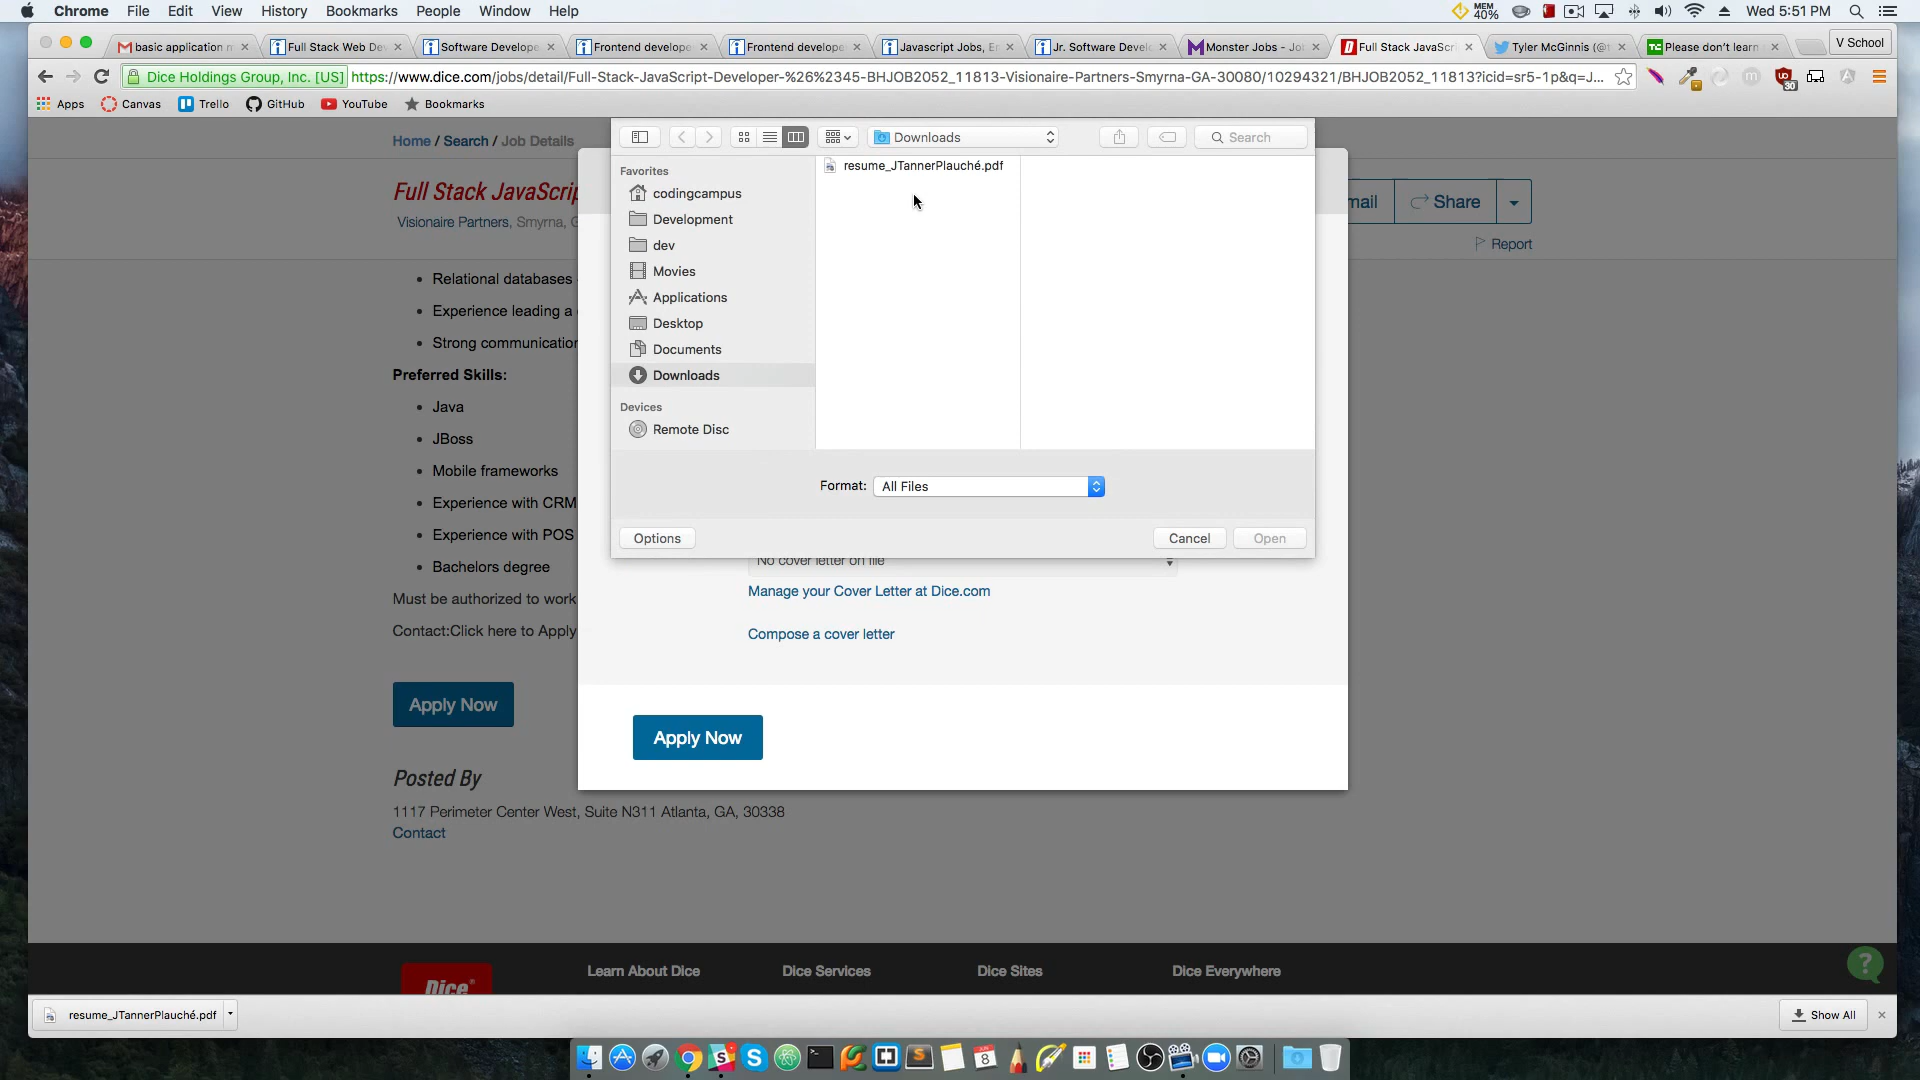 Chrome File Edit View History Bookmarks People Window Help MEM 40% Wed 5:51 PM
basic application Full Stack Web De Software Develope Frontend develope Frontend develope Javascript Jobs, E Jr. Software Devel Monster Jobs - Jo Full Stack JavaScr Tyler McGinnis (@t Please don't learn V School
Dice Holdings Group, Inc. [US] https://www.dice.com/jobs/detail/Full-Stack-JavaScript-Developer-%26%2345-BHJOB2052_11813-Visionaire-Partners-Smyrna-GA-30080/10294321/BHJOB2052_11813?icid=sr5-1p&q=J... 30
Apps Canvas Trello GitHub YouTube Bookmarks
Home / Search / Job Details
Full Stack JavaScrip
Visionaire Partners, Smyrna, G
mail Share
Report
Relational databases
Experience leading a
Strong communication
Preferred Skills:
Java
JBoss
Mobile frameworks
Experience with CRM
Experience with POS
Bachelors degree
Must be authorized to work
Contact:Click here to Apply
Apply Now
Posted By
1117 Perimeter Center West, Suite N311 Atlanta, GA, 30338
Contact
Downloads Search
Favorites
codingcampus
Development
dev
Movies
Applications
Desktop
Documents
Downloads
Devices
Remote Disc
resume_JTannerPlauché.pdf
Format: All Files
Options Cancel Open
No cover letter on file
Manage your Cover Letter at Dice.com
Compose a cover letter
Apply Now
Dice Learn About Dice Dice Services Dice Sites Dice Everywhere
resume_JTannerPlauché.pdf Show All
JUN 8